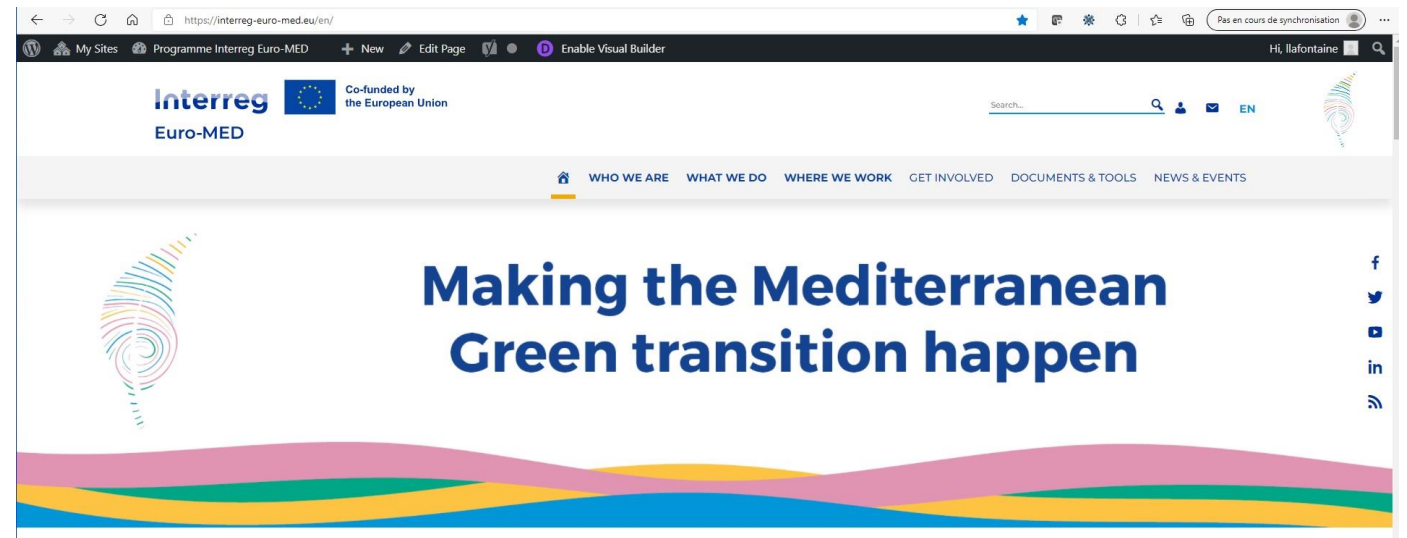 https://interreg-euro-med.eu/en/
Pas en cours de synchronisation
My Sites Programme Interreg Euro-MED + New Edit Page Enable Visual Builder Hi, llafontaine
Interreg Co-funded by
the European Union
Euro-MED
Search... EN
WHO WE ARE WHAT WE DO WHERE WE WORK GET INVOLVED DOCUMENTS & TOOLS NEWS & EVENTS
Making the Mediterranean
Green transition happen